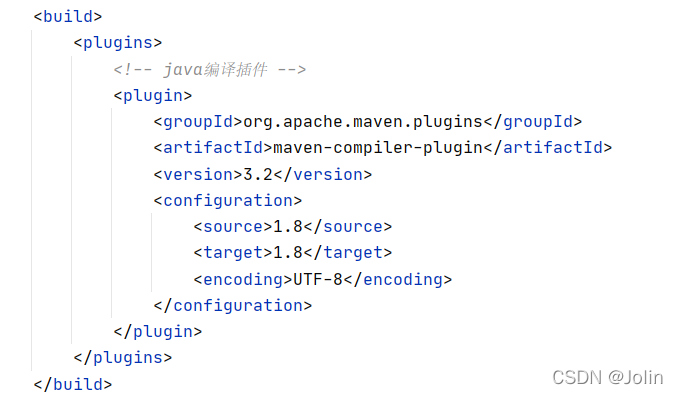 <build>
<plugins>
<!-- java编译插件 -->
<plugin>
<groupId>org.apache.maven.plugins</groupId>
<artifactId>maven-compiler-plugin</artifactId>
<version>3.2</version>
<configuration>
<source>1.8</source>
<target>1.8</target>
<encoding>UTF-8</encoding>
</configuration>
</plugin>
</plugins>
</build>
CSDN @Jolin